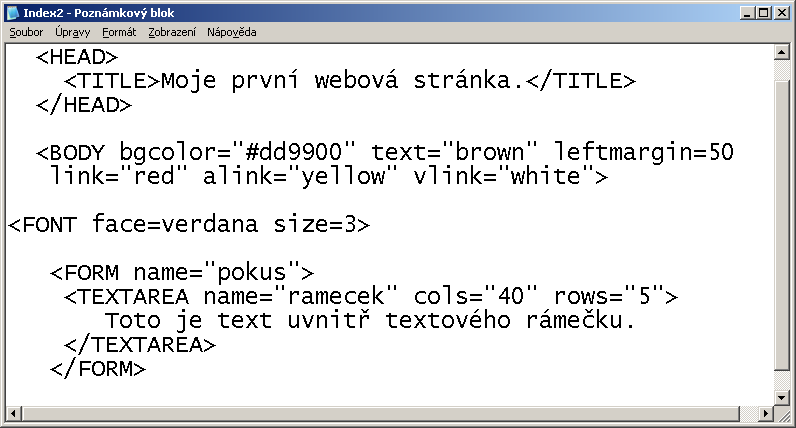 Index2 - Poznámkový blok
Soubor Úpravy Formát Zobrazení Nápověda
<HEAD>
<TITLE>Moje první webová stránka.</TITLE>
</HEAD>
<BODY bgcolor="#dd9900" text="brown" leftmargin=50
link="red" alink="yellow" vlink="white">
<FONT face=verdana size=3>
<FORM name="pokus">
<TEXTAREA name="ramecek" cols="40" rows="5">
Toto je text uvnitř textového rámečku.
</TEXTAREA>
</FORM>